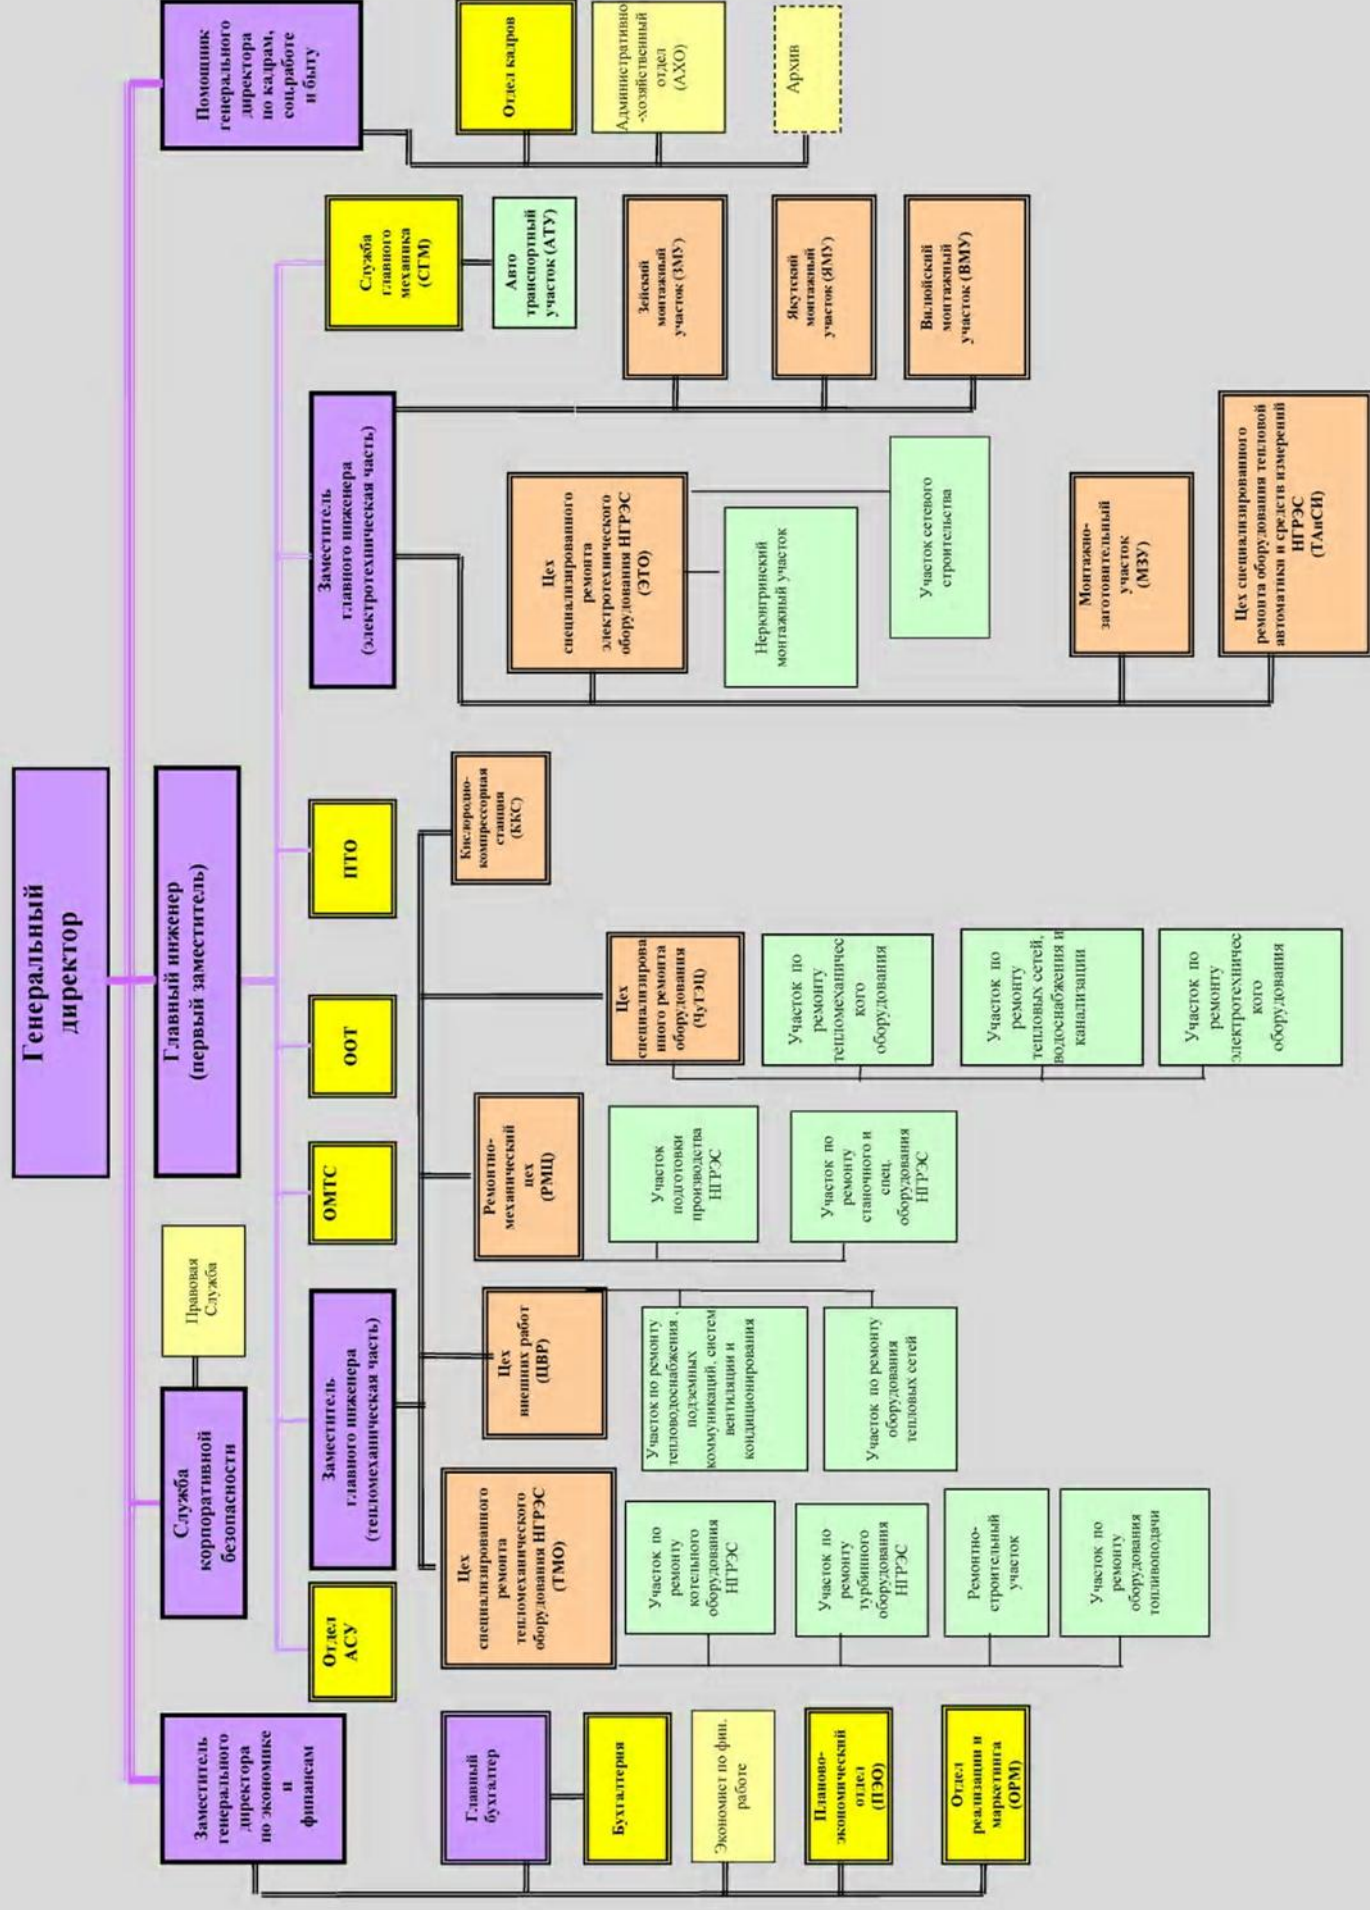 Генеральный
директор
Заместитель
генерального
директора
по экономике
и
финансам
Служба
корпоративной
безопасности
Правовая
Служба
Главный инженер
(первый заместитель)
Помощник
генерального
директора
по кадрам,
соц.работе
и быту
Отдел
АСУ
Заместитель
главного инженера
(тепломеханическая часть)
ОМТС
ООТ
ПТО
Заместитель
главного инженера
(электротехническая часть)
Служба
главного
механика
(СГМ)
Главный
бухгалтер
Бухгалтерия
Экономист по фин.
работе
Планово-
экономический
отдел
(ПЭО)
Отдел
реализации и
маркетинга
(ОРМ)
Цех
специализированного
ремонта
тепломеханического
оборудования НГРЭС
(ТМО)
Участок по
ремонту
котельного
оборудования
НГРЭС
Участок по
ремонту
турбинного
оборудования
НГРЭС
Ремонтно-
строительный
участок
Участок по
ремонту
оборудования
топливоподачи
Цех
внешних работ
(ЦВР)
Участок по ремонту
тепловодоснабжения ,
подземных
коммуникаций, систем
вентиляции и
кондиционирования
Участок по ремонту
оборудования
тепловых сетей
Ремонтно-
механический
цех
(РМЦ)
Участок
подготовки
производства
НГРЭС
Участок по
ремонту
станочного и
спец.
оборудования
НГРЭС
Цех
специализирова
нного ремонта
оборудования
(ЧуТЭЦ)
Участок по
ремонту
тепломеханичес
кого
оборудования
Участок по
ремонту
тепловых сетей,
водоснабжения и
канализации
Участок по
ремонту
электротехничес
кого
оборудования
Кислородно-
компрессорная
станция
(ККС)
Цех
специализированного
ремонта
электротехнического
оборудования НГРЭС
(ЭТО)
Нерюнгринский
монтажный участок
Участок сетевого
строительства
Монтажно-
заготовительный
участок
(МЗУ)
Цех специализированного
ремонта оборудования тепловой
автоматики и средств измерений
НГРЭС
(ТАиСИ)
Авто
транспортный
участок (АТУ)
Зейский
монтажный
участок (ЗМУ)
Якутский
монтажный
участок (ЯМУ)
Вилюйский
монтажный
участок (ВМУ)
Отдел кадров
Административно
-хозяйственный
отдел
(АХО)
Архив